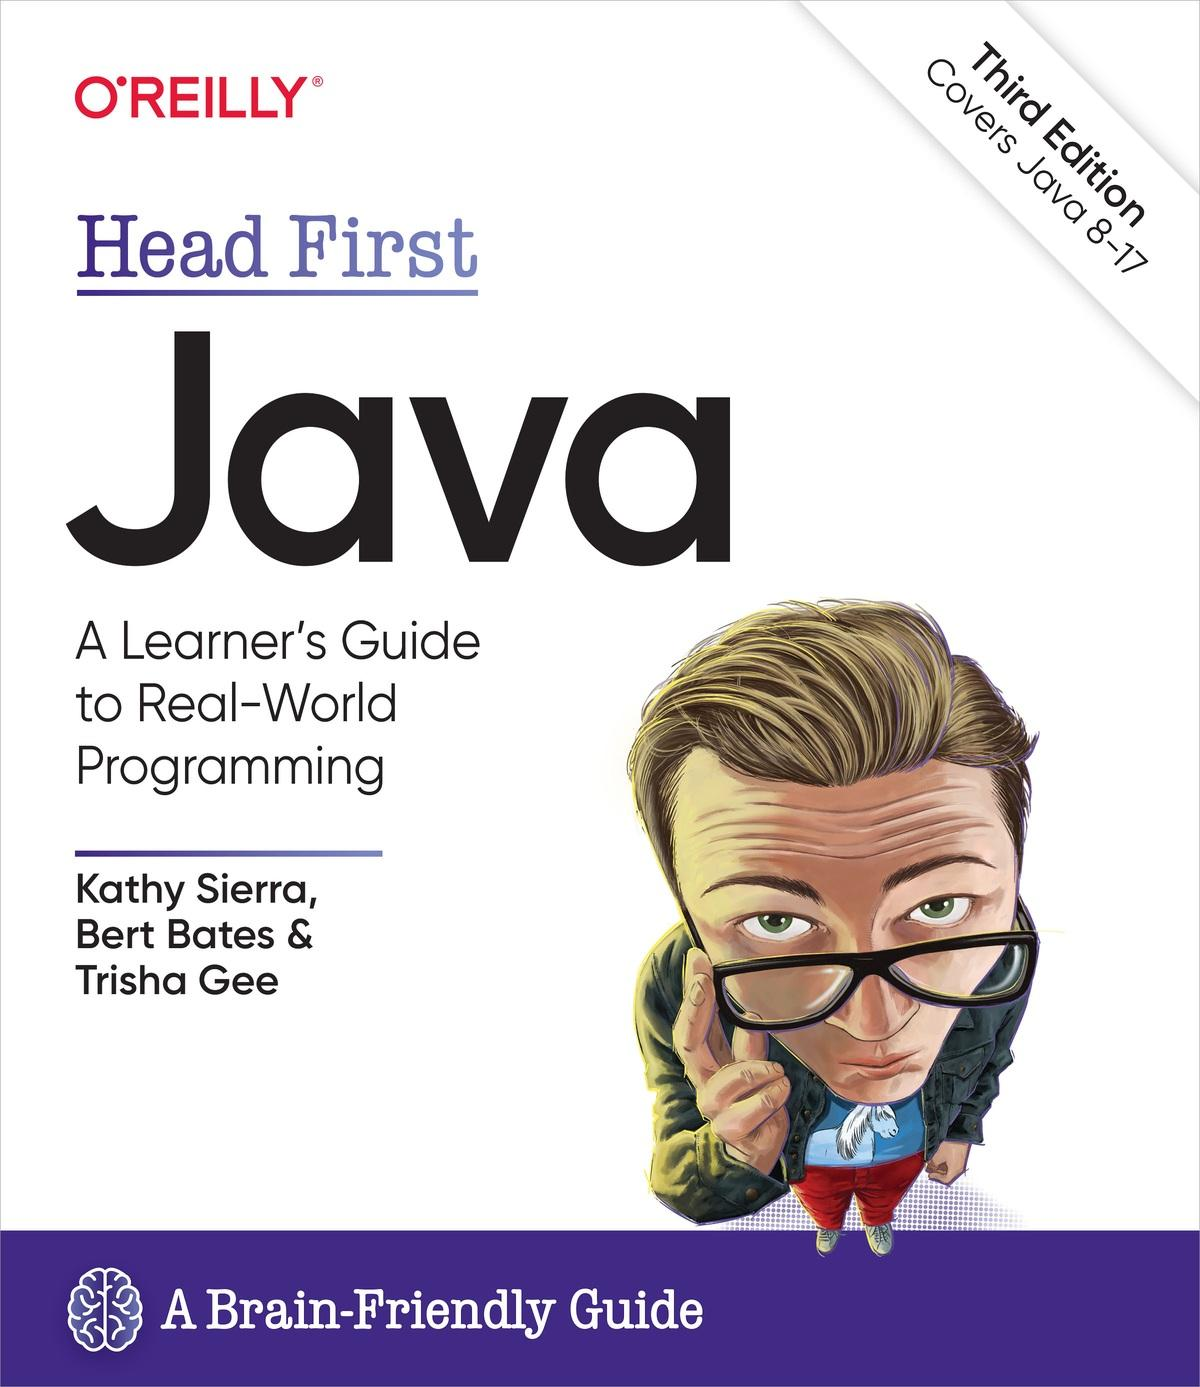 O'REILLY®
Third Edition
Covers Java 8-17
Head First
Java
A Learner's Guide
to Real-World
Programming
Kathy Sierra,
Bert Bates &
Trisha Gee
A Brain-Friendly Guide